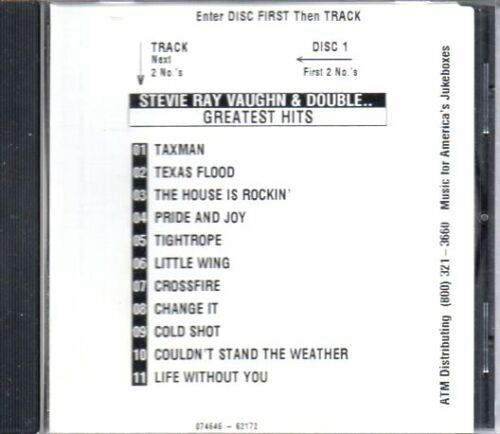 Enter DISC FIRST Then TRACK
TRACK
Next
2 No.'s
DISC 1
First 2 No.'s
STEVIE RAY VAUGHN & DOUBLE..
GREATEST HITS
01 TAXMAN
02 TEXAS FLOOD
03 THE HOUSE IS ROCKIN'
04 PRIDE AND JOY
05 TIGHTROPE
06 LITTLE WING
07 CROSSFIRE
08 CHANGE IT
09 COLD SHOT
10 COULDN'T STAND THE WEATHER
11 LIFE WITHOUT YOU
074646 - 62172
ATM Distributing (800) 321 - 3660 Music for America's Jukeboxes